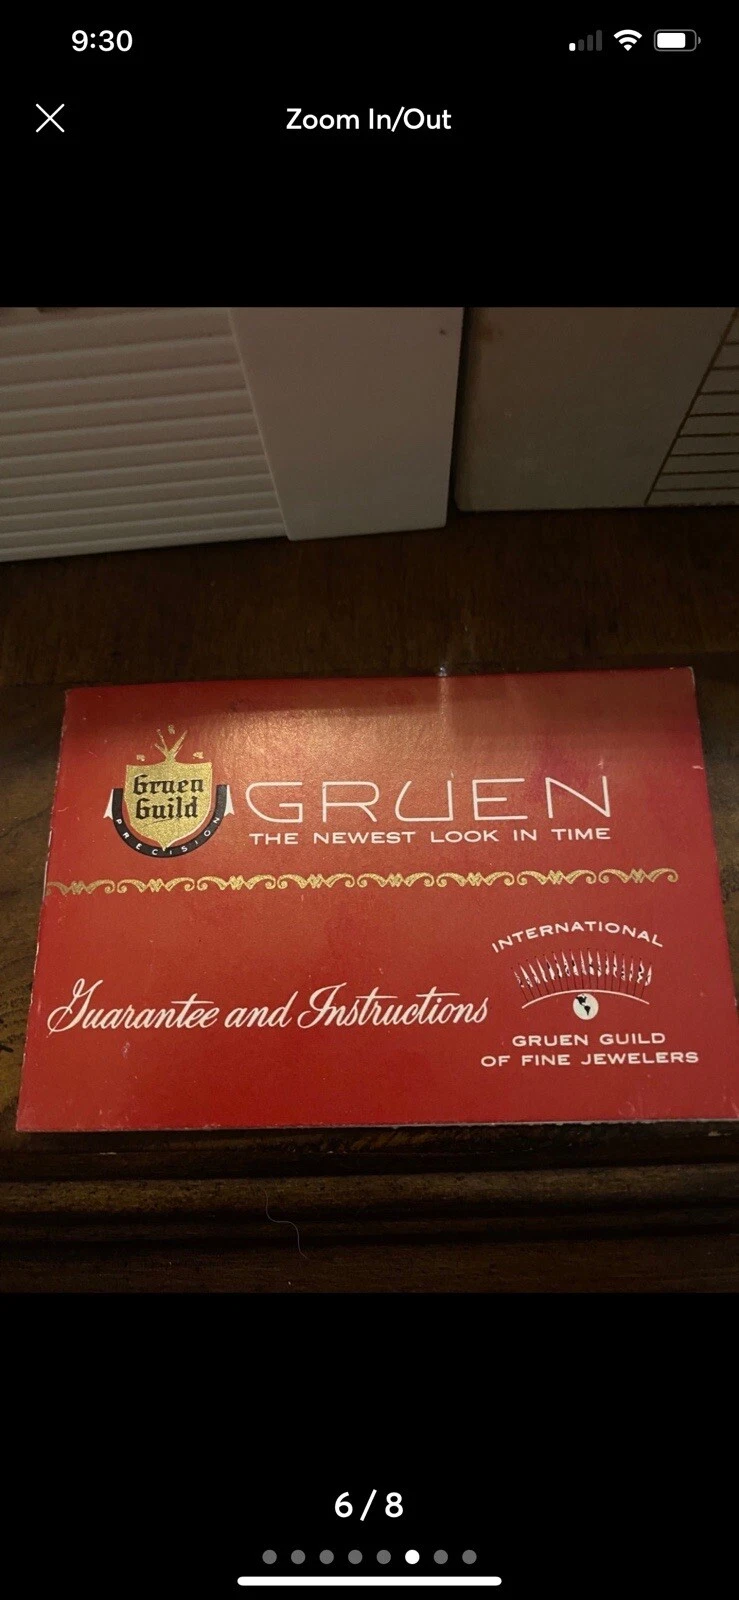 9:30
Zoom In/Out
Gruen
Guild
PRECISION
GRUEN
THE NEWEST LOOK IN TIME
INTERNATIONAL
Guarantee and Instructions
GRUEN GUILD
OF FINE JEWELERS
6/8